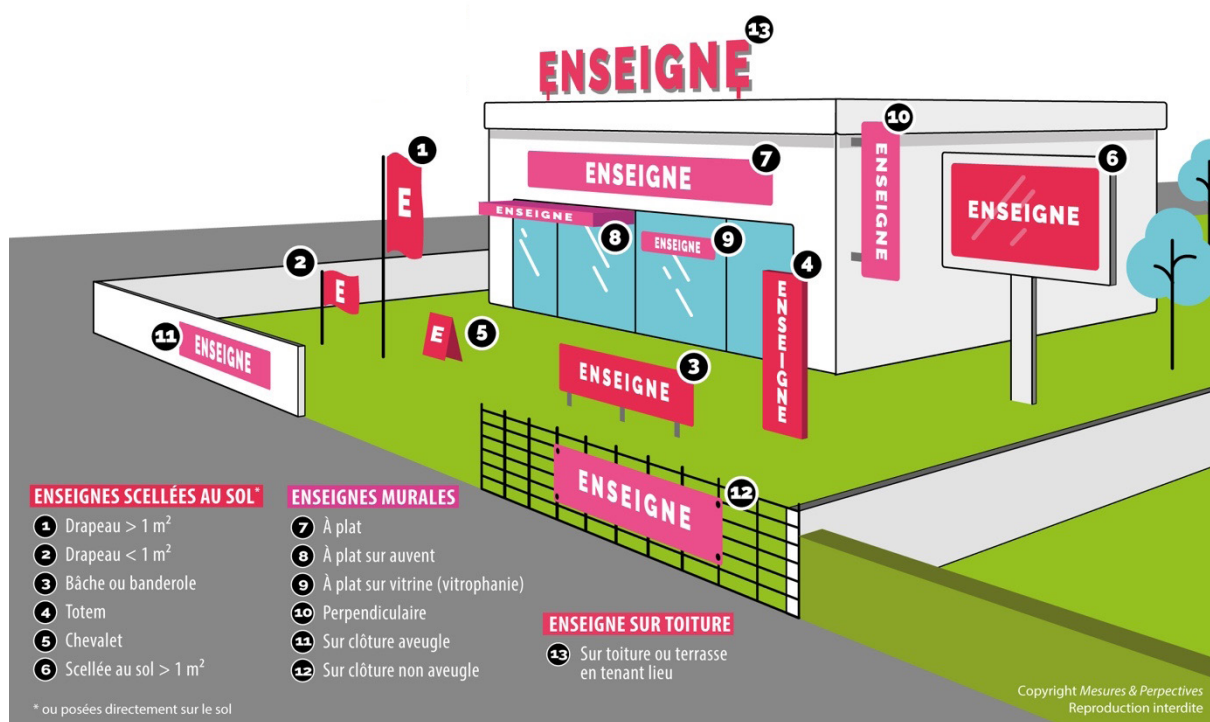 13
ENSEIGNE
10
1
ENSEIGNE
7
6
ENSEIGNE
E
ENSEIGNE
ENSEIGNE
8
ENSEIGNE
9
2
E
4
ENSEIGNE
11
ENSEIGNE
E
5
ENSEIGNE
3
ENSEIGNE
12
ENSEIGNES SCELLÉES AU SOL*
1 Drapeau > 1 m²
2 Drapeau < 1 m²
3 Bâche ou banderole
4 Totem
5 Chevalet
6 Scellée au sol > 1 m²
* ou posées directement sur le sol
ENSEIGNES MURALES
7 À plat
8 À plat sur auvent
9 À plat sur vitrine (vitrophanie)
10 Perpendiculaire
11 Sur clôture aveugle
12 Sur clôture non aveugle
ENSEIGNE SUR TOITURE
13 Sur toiture ou terrasse
en tenant lieu
Copyright Mesures & Perpectives
Reproduction interdite